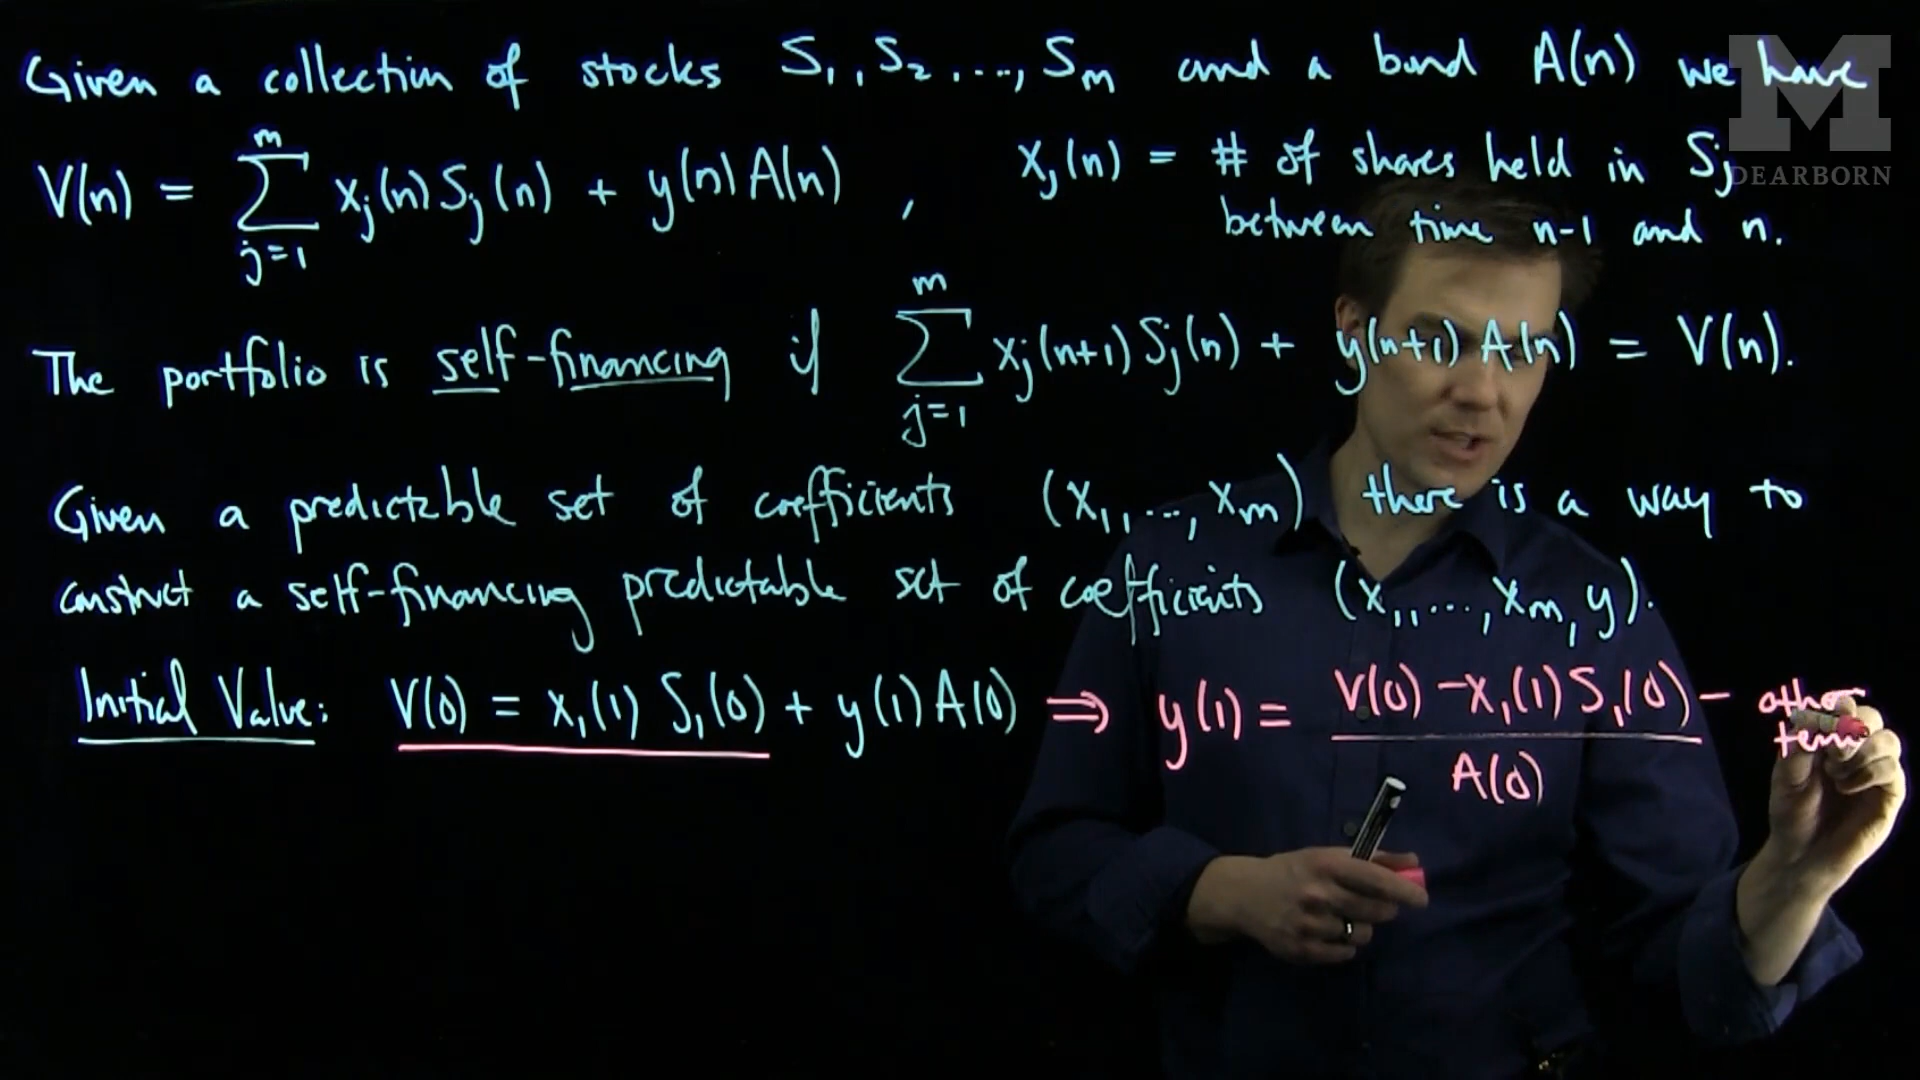 Given a collection of stocks S₁, S₂, ..., Sₘ and a bond A(n) we have
V(n) = ∑_{j=1}^{m} xⱼ(n) Sⱼ(n) + y(n) A(n) , xⱼ(n) = # of shares held in Sⱼ
between time n-1 and n.
The portfolio is self-financing if ∑_{j=1}^{m} xⱼ(n+1) Sⱼ(n) + y(n+1) A(n) = V(n).
Given a predictable set of coefficients (x₁, ..., xₘ) there is a way to
construct a self-financing predictable set of coefficients (x₁, ..., xₘ, y).
Initial Value: V(0) = x₁(1) S₁(0) + y(1) A(0) ⇒ y(1) = (V(0) - x₁(1) S₁(0)) / A(0) - other
M
DEARBORN